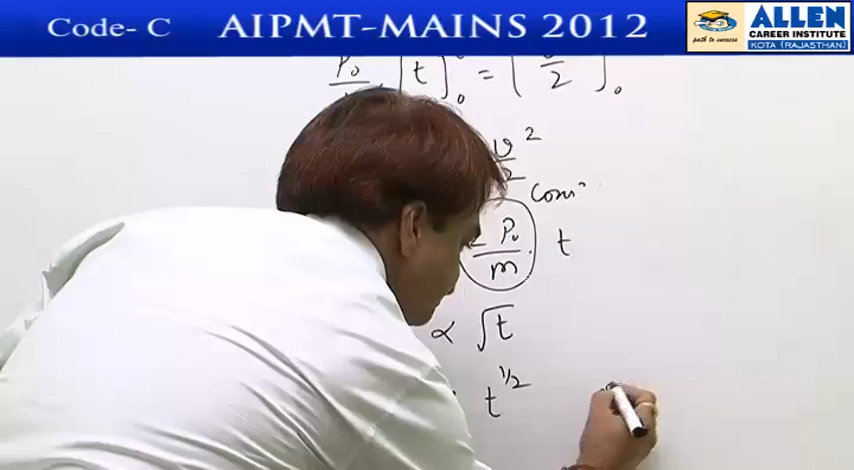 Code- C
AIPMT-MAINS 2012
ALLEN
CAREER INSTITUTE
KOTA (RAJASTHAN)
path to success
P₀ [t]₀ = [ 2 ]₀
v²
2
P₀
m t
∝ √t
t^1/2